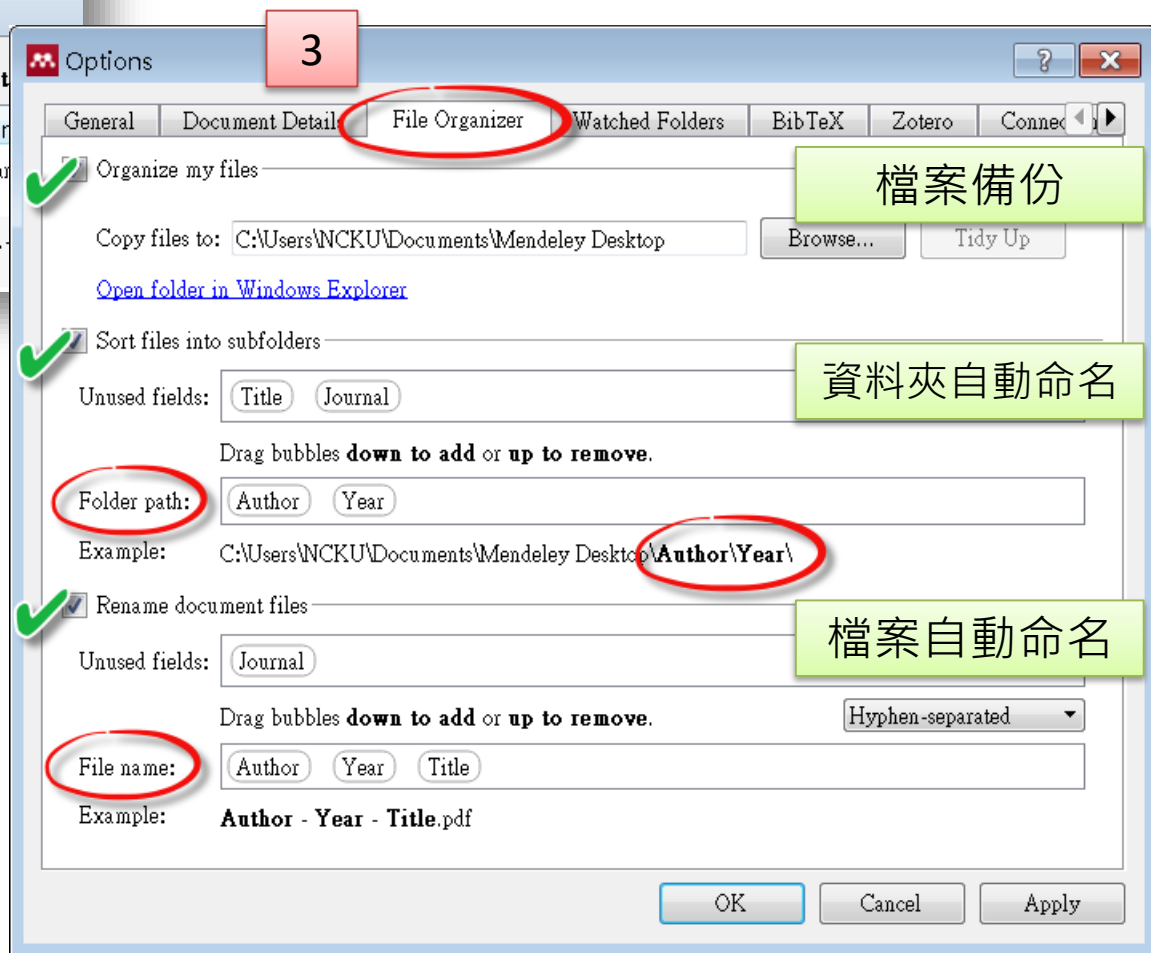 3
Options
General Document Details File Organizer Watched Folders BibTeX Zotero
Organize my files
檔案備份
Copy files to: C:\Users\NCKU\Documents\Mendeley Desktop Browse... Tidy Up
Open folder in Windows Explorer
Sort files into subfolders
資料夾自動命名
Unused fields: Title Journal
Drag bubbles down to add or up to remove.
Folder path: Author Year
Example: C:\Users\NCKU\Documents\Mendeley Desktop\Author\Year\
Rename document files
檔案自動命名
Unused fields: Journal
Drag bubbles down to add or up to remove. Hyphen-separated
File name: Author Year Title
Example: Author - Year - Title.pdf
OK Cancel Apply